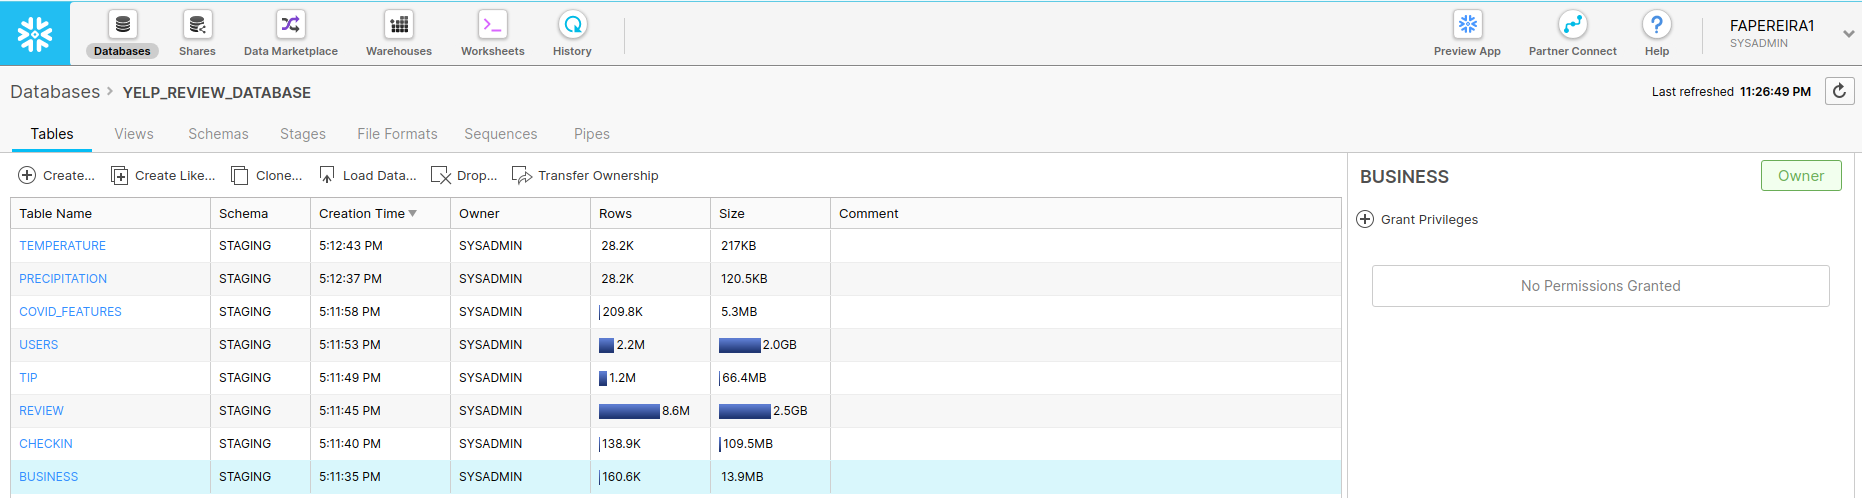 Databases Shares Data Marketplace Warehouses Worksheets History Preview App Partner Connect Help FAPEREIRA1
SYSADMIN
Databases > YELP_REVIEW_DATABASE Last refreshed 11:26:49 PM
Tables Views Schemas Stages File Formats Sequences Pipes
Create... Create Like... Clone... Load Data... Drop... Transfer Ownership
BUSINESS Owner
Grant Privileges
No Permissions Granted
Table Name Schema Creation Time Owner Rows Size Comment
TEMPERATURE STAGING 5:12:43 PM SYSADMIN 28.2K 217KB
PRECIPITATION STAGING 5:12:37 PM SYSADMIN 28.2K 120.5KB
COVID_FEATURES STAGING 5:11:58 PM SYSADMIN 209.8K 5.3MB
USERS STAGING 5:11:53 PM SYSADMIN 2.2M 2.0GB
TIP STAGING 5:11:49 PM SYSADMIN 1.2M 66.4MB
REVIEW STAGING 5:11:45 PM SYSADMIN 8.6M 2.5GB
CHECKIN STAGING 5:11:40 PM SYSADMIN 138.9K 109.5MB
BUSINESS STAGING 5:11:35 PM SYSADMIN 160.6K 13.9MB